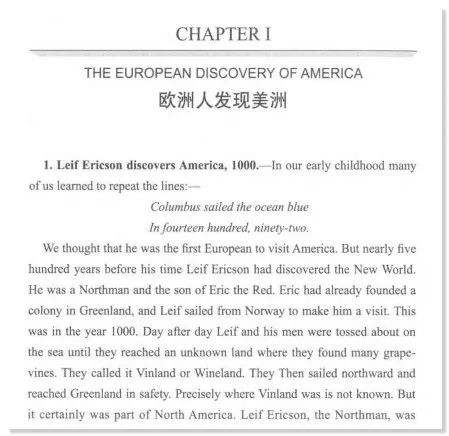 CHAPTER I
THE EUROPEAN DISCOVERY OF AMERICA
欧洲人发现美洲
1. Leif Ericson discovers America, 1000.—In our early childhood many
of us learned to repeat the lines:—
Columbus sailed the ocean blue
In fourteen hundred, ninety-two.
We thought that he was the first European to visit America. But nearly five
hundred years before his time Leif Ericson had discovered the New World.
He was a Northman and the son of Eric the Red. Eric had already founded a
colony in Greenland, and Leif sailed from Norway to make him a visit. This
was in the year 1000. Day after day Leif and his men were tossed about on
the sea until they reached an unknown land where they found many grape-
vines. They called it Vinland or Wineland. They Then sailed northward and
reached Greenland in safety. Precisely where Vinland was is not known. But
it certainly was part of North America. Leif Ericson, the Northman, was